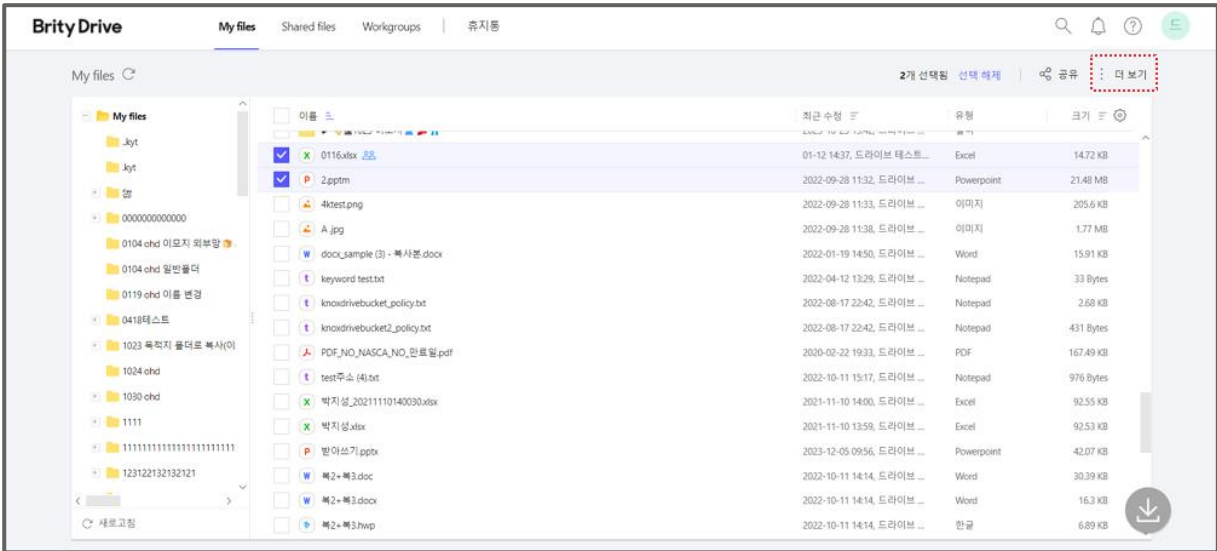 Brity Drive My files Shared files Workgroups 휴지통 드
My files 2개 선택됨 선택 해제 공유 더 보기
My files
.kyt
.kyt
0000000000000
0104 ohd 이모지 외부망
0104 ohd 일반폴더
0119 ohd 이름 변경
0418테스트
1023 목적지 폴더로 복사(이
1024 ohd
1030 ohd
1111
123122132132121
새로고침
이름 최근 수정 유형 크기
0116.xlsx 01-12 14:37, 드라이브 테스트... Excel 14.72 KB
2.pptm 2022-09-28 11:32, 드라이브 ... Powerpoint 21.48 MB
4ktest.png 2022-09-28 11:33, 드라이브 ... 이미지 205.6 KB
A.jpg 2022-09-28 11:38, 드라이브 ... 이미지 1.77 MB
docx_sample (3) - 복사본.docx 2022-01-19 14:50, 드라이브 ... Word 15.91 KB
keyword test.txt 2022-04-12 13:29, 드라이브 ... Notepad 33 Bytes
knoxdrivebucket_policy.txt 2022-08-17 22:42, 드라이브 ... Notepad 2.68 KB
knoxdrivebucket2_policy.txt 2022-08-17 22:42, 드라이브 ... Notepad 431 Bytes
PDF_NO_NASCA_NO_만료일.pdf 2020-02-22 19:33, 드라이브 ... PDF 167.49 KB
test주소 (4).txt 2022-10-11 15:17, 드라이브 ... Notepad 976 Bytes
박지성_20211110140030.xlsx 2021-11-10 14:00, 드라이브 ... Excel 92.55 KB
박지성.xlsx 2021-11-10 13:59, 드라이브 ... Excel 92.53 KB
받아쓰기.pptx 2023-12-05 09:56, 드라이브 ... Powerpoint 42.07 KB
복2+복3.doc 2022-10-11 14:14, 드라이브 ... Word 30.39 KB
복2+복3.docx 2022-10-11 14:14, 드라이브 ... Word 16.3 KB
복2+복3.hwp 2022-10-11 14:14, 드라이브 ... 한글 6.89 KB